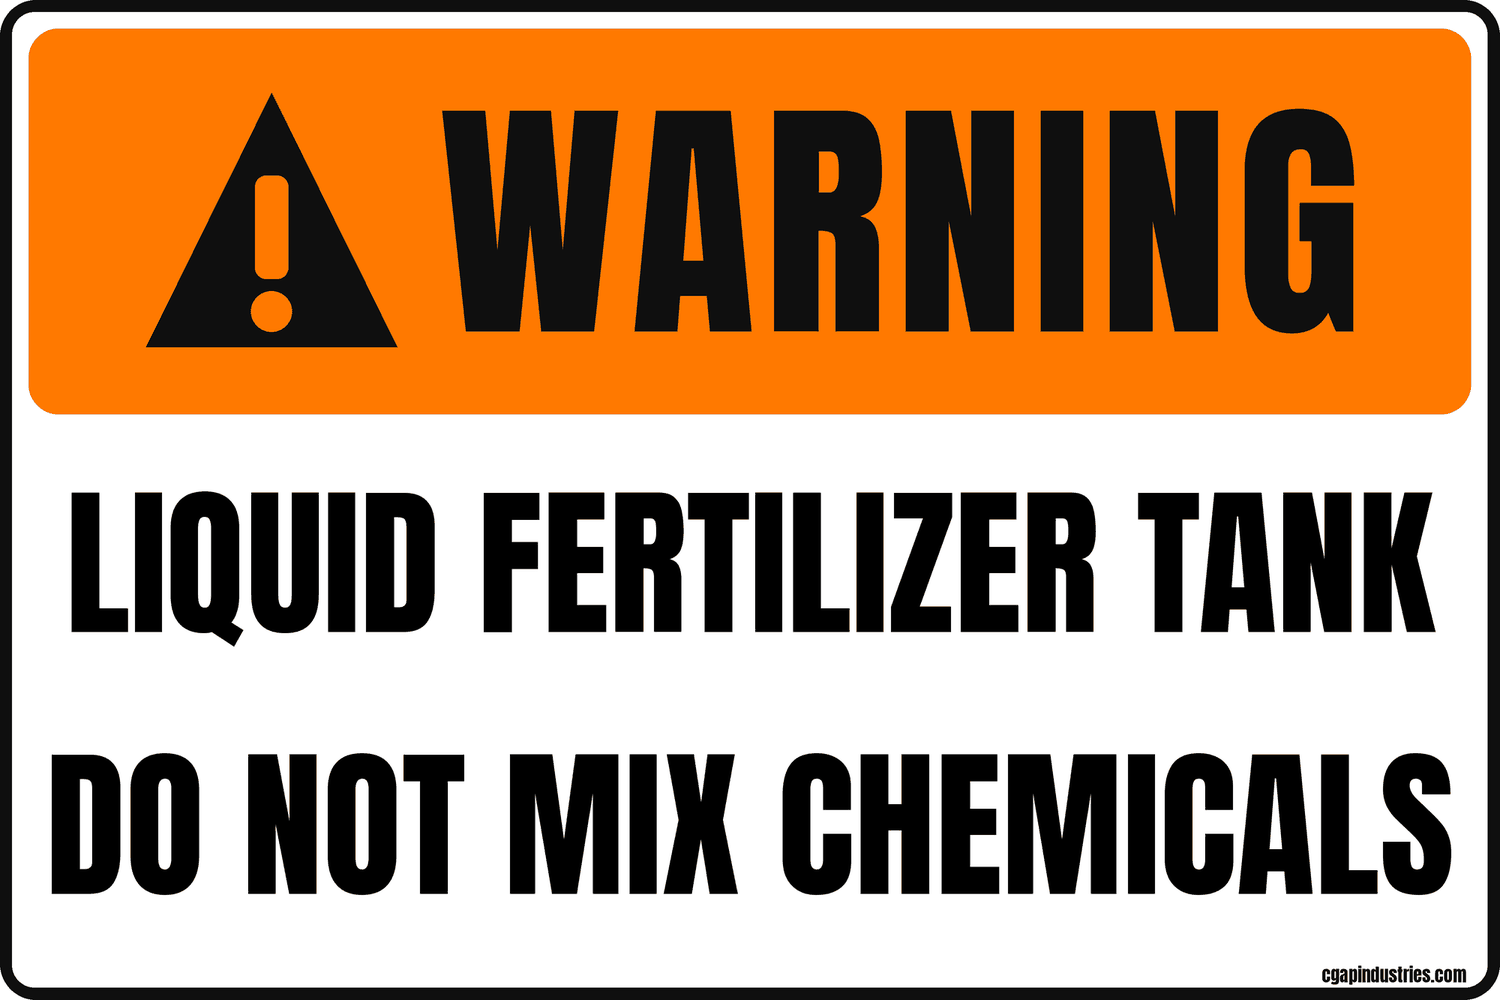 WARNING
LIQUID FERTILIZER TANK
DO NOT MIX CHEMICALS
cgapindustries.com